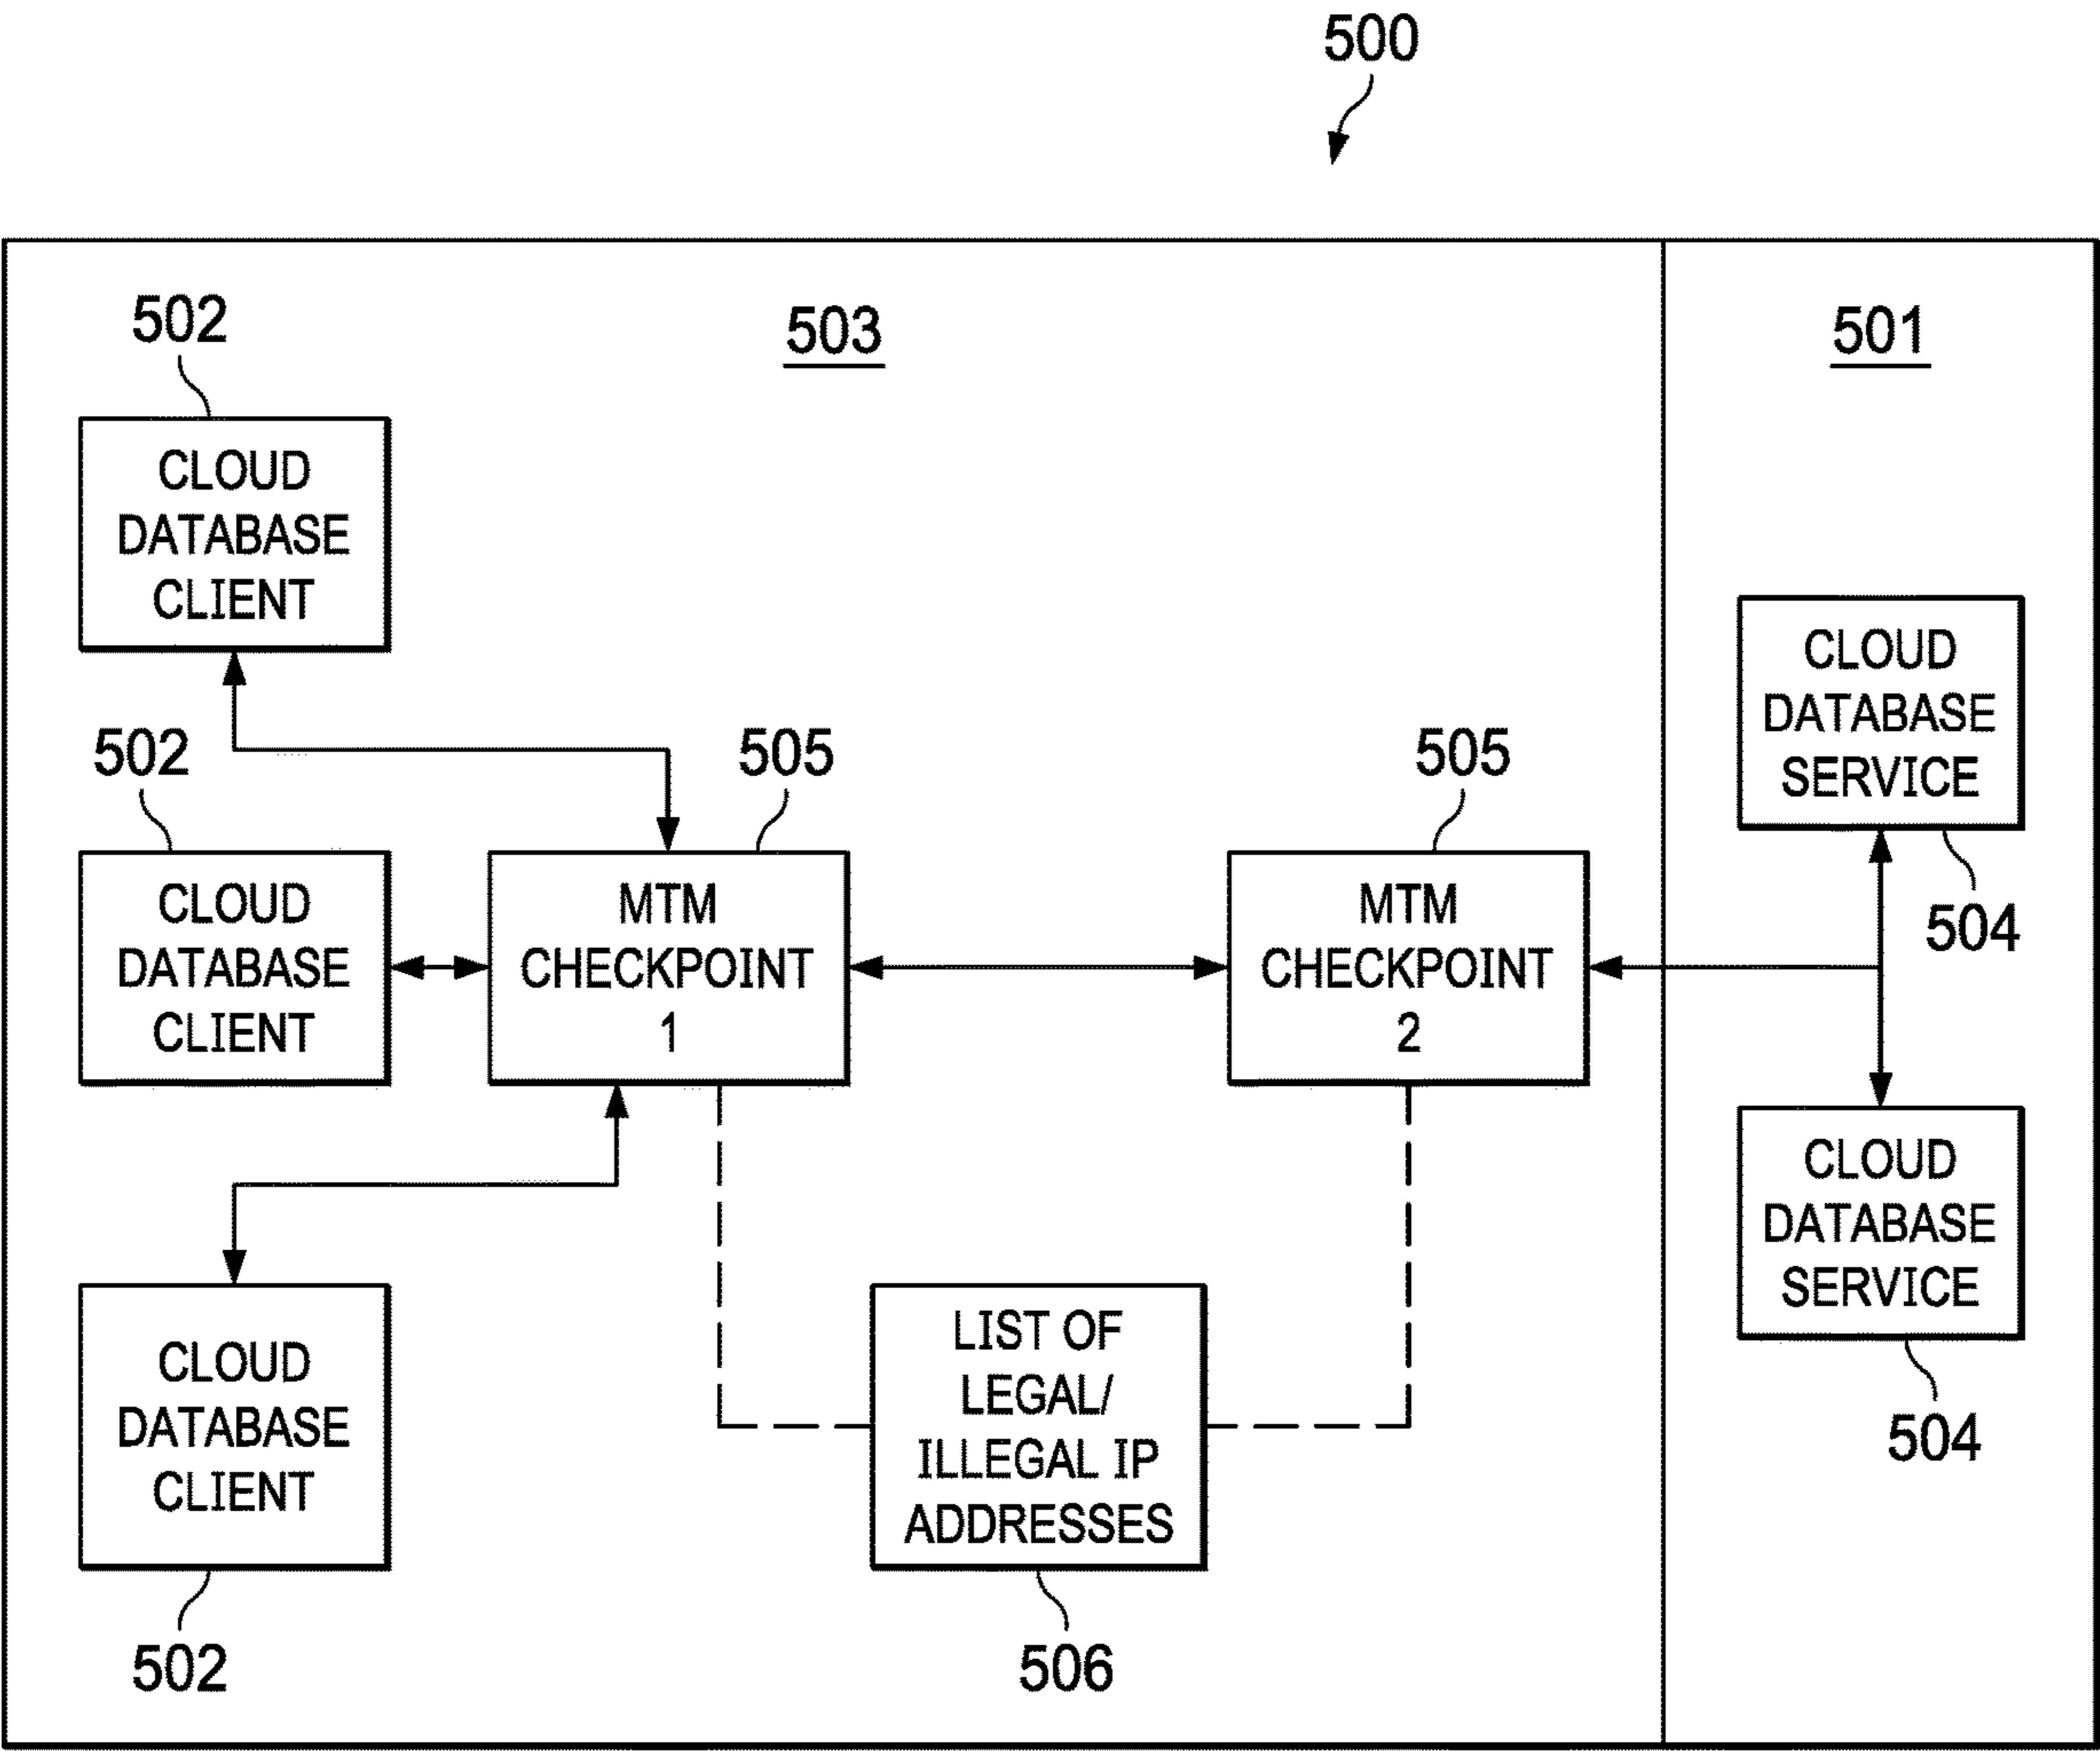 500
503
501
502
CLOUD
DATABASE
CLIENT
502
CLOUD
DATABASE
CLIENT
505
MTM
CHECKPOINT
1
505
MTM
CHECKPOINT
2
CLOUD
DATABASE
SERVICE
504
CLOUD
DATABASE
SERVICE
504
CLOUD
DATABASE
CLIENT
502
LIST OF
LEGAL/
ILLEGAL IP
ADDRESSES
506